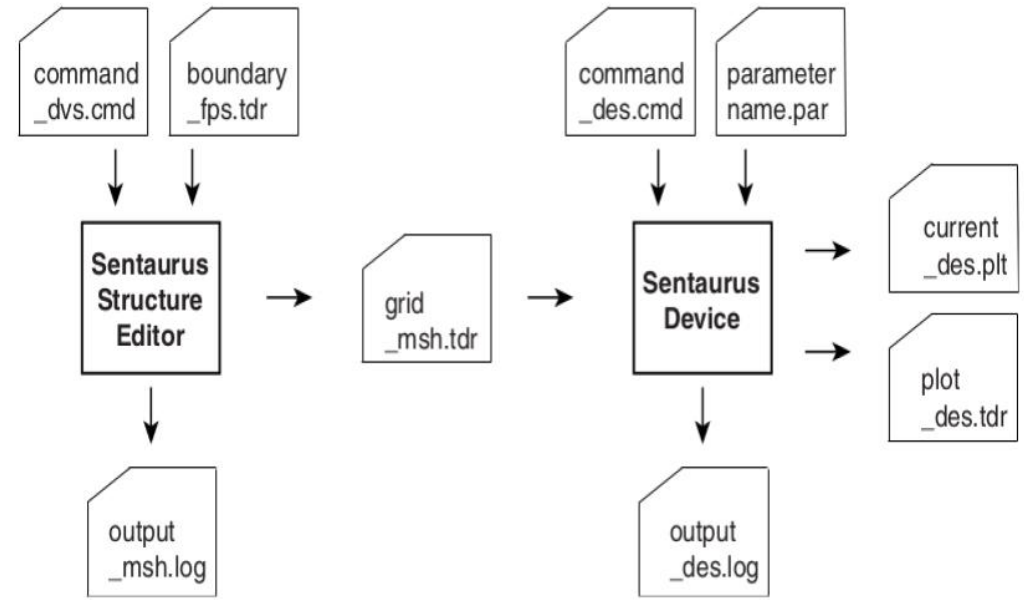 command
_dvs.cmd
boundary
_fps.tdr
command
_des.cmd
parameter
name.par
Sentaurus
Structure
Editor
grid
_msh.tdr
Sentaurus
Device
current
_des.plt
plot
_des.tdr
output
_msh.log
output
_des.log